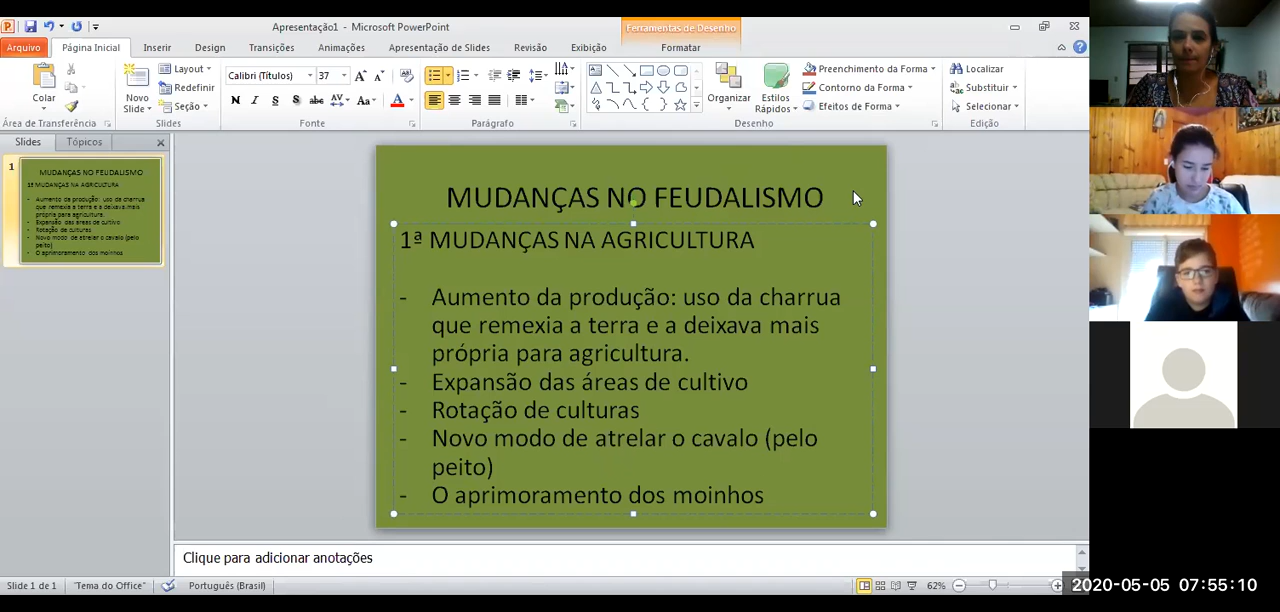 Apresentação1 - Microsoft PowerPoint
Ferramentas de Desenho
Arquivo Página Inicial Inserir Design Transições Animações Apresentação de Slides Revisão Exibição Formatar
Colar
Novo Slide
Layout
Redefinir
Seção
Calibri (Títulos) 37
N I S S abc AV Aa A
Organizar
Estilos Rápidos
Preenchimento da Forma
Contorno da Forma
Efeitos de Forma
Localizar
Substituir
Selecionar
Área de Transferência Slides Fonte Parágrafo Desenho Edição
Slides Tópicos
1
MUDANÇAS NO FEUDALISMO
1ª MUDANÇAS NA AGRICULTURA
- Aumento da produção: uso da charrua
que remexia a terra e a deixava mais
própria para agricultura.
- Expansão das áreas de cultivo
- Rotação de culturas
- Novo modo de atrelar o cavalo (pelo
peito)
- O aprimoramento dos moinhos
MUDANÇAS NO FEUDALISMO
1ª MUDANÇAS NA AGRICULTURA
- Aumento da produção: uso da charrua
que remexia a terra e a deixava mais
própria para agricultura.
- Expansão das áreas de cultivo
- Rotação de culturas
- Novo modo de atrelar o cavalo (pelo
peito)
- O aprimoramento dos moinhos
Clique para adicionar anotações
Slide 1 de 1 "Tema do Office" Português (Brasil) 62%
2020-05-05 07:55:10